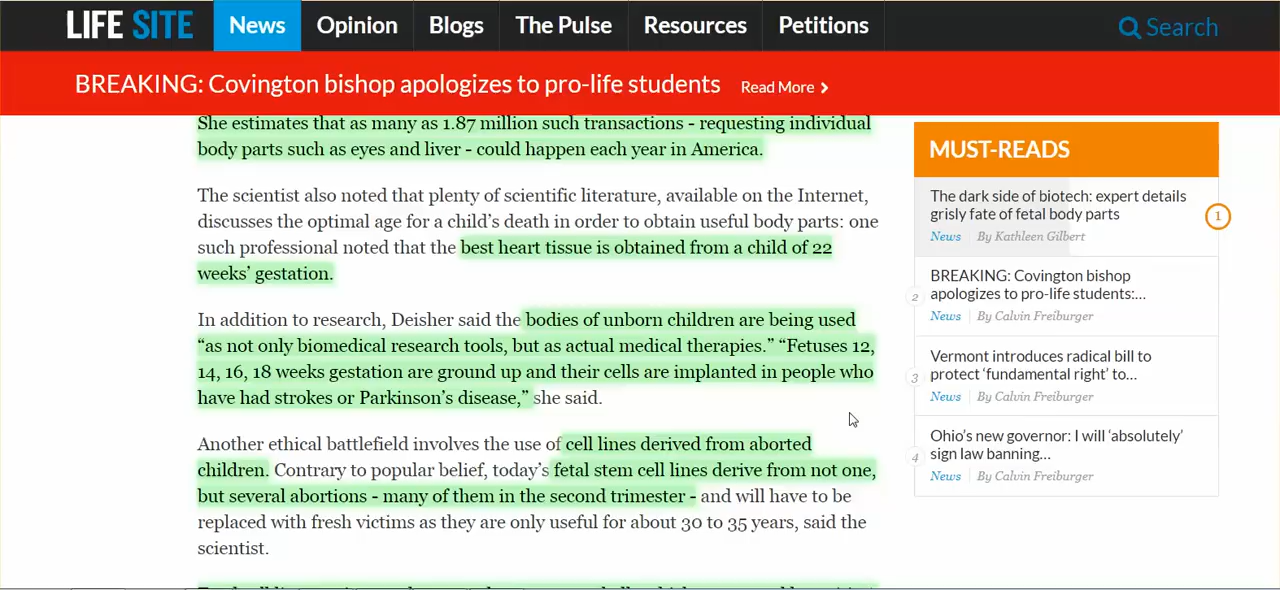 LIFE SITE News Opinion Blogs The Pulse Resources Petitions Search
BREAKING: Covington bishop apologizes to pro-life students Read More
She estimates that as many as 1.87 million such transactions - requesting individual
body parts such as eyes and liver - could happen each year in America.
The scientist also noted that plenty of scientific literature, available on the Internet,
discusses the optimal age for a child’s death in order to obtain useful body parts: one
such professional noted that the best heart tissue is obtained from a child of 22
weeks’ gestation.
In addition to research, Deisher said the bodies of unborn children are being used
“as not only biomedical research tools, but as actual medical therapies.” “Fetuses 12,
14, 16, 18 weeks gestation are ground up and their cells are implanted in people who
have had strokes or Parkinson’s disease,” she said.
Another ethical battlefield involves the use of cell lines derived from aborted
children. Contrary to popular belief, today’s fetal stem cell lines derive from not one,
but several abortions - many of them in the second trimester - and will have to be
replaced with fresh victims as they are only useful for about 30 to 35 years, said the
scientist.
MUST-READS
The dark side of biotech: expert details
grisly fate of fetal body parts
News By Kathleen Gilbert
1
BREAKING: Covington bishop
apologizes to pro-life students:...
News By Calvin Freiburger
2
Vermont introduces radical bill to
protect ‘fundamental right’ to...
News By Calvin Freiburger
3
Ohio’s new governor: I will ‘absolutely’
sign law banning...
News By Calvin Freiburger
4